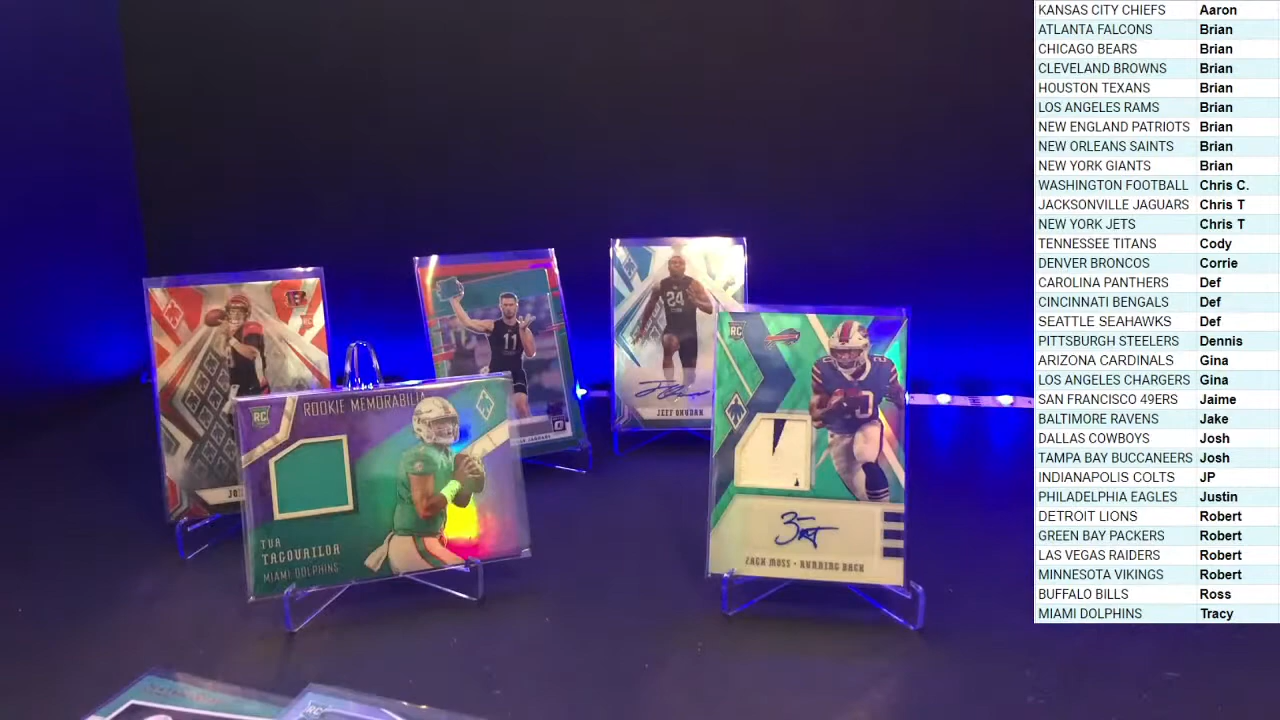 KANSAS CITY CHIEFS Aaron
ATLANTA FALCONS Brian
CHICAGO BEARS Brian
CLEVELAND BROWNS Brian
HOUSTON TEXANS Brian
LOS ANGELES RAMS Brian
NEW ENGLAND PATRIOTS Brian
NEW ORLEANS SAINTS Brian
NEW YORK GIANTS Brian
WASHINGTON FOOTBALL Chris C.
JACKSONVILLE JAGUARS Chris T
NEW YORK JETS Chris T
TENNESSEE TITANS Cody
DENVER BRONCOS Corrie
CAROLINA PANTHERS Def
CINCINNATI BENGALS Def
SEATTLE SEAHAWKS Def
PITTSBURGH STEELERS Dennis
ARIZONA CARDINALS Gina
LOS ANGELES CHARGERS Gina
SAN FRANCISCO 49ERS Jaime
BALTIMORE RAVENS Jake
DALLAS COWBOYS Josh
TAMPA BAY BUCCANEERS Josh
INDIANAPOLIS COLTS JP
PHILADELPHIA EAGLES Justin
DETROIT LIONS Robert
GREEN BAY PACKERS Robert
LAS VEGAS RAIDERS Robert
MINNESOTA VIKINGS Robert
BUFFALO BILLS Ross
MIAMI DOLPHINS Tracy
11
24
JEFF OKUDAH
RC
ROOKIE MEMORABILIA
TUA
TAGOVAILOA
MIAMI DOLPHINS
RC
ZACK MOSS • RUNNING BACK
RC